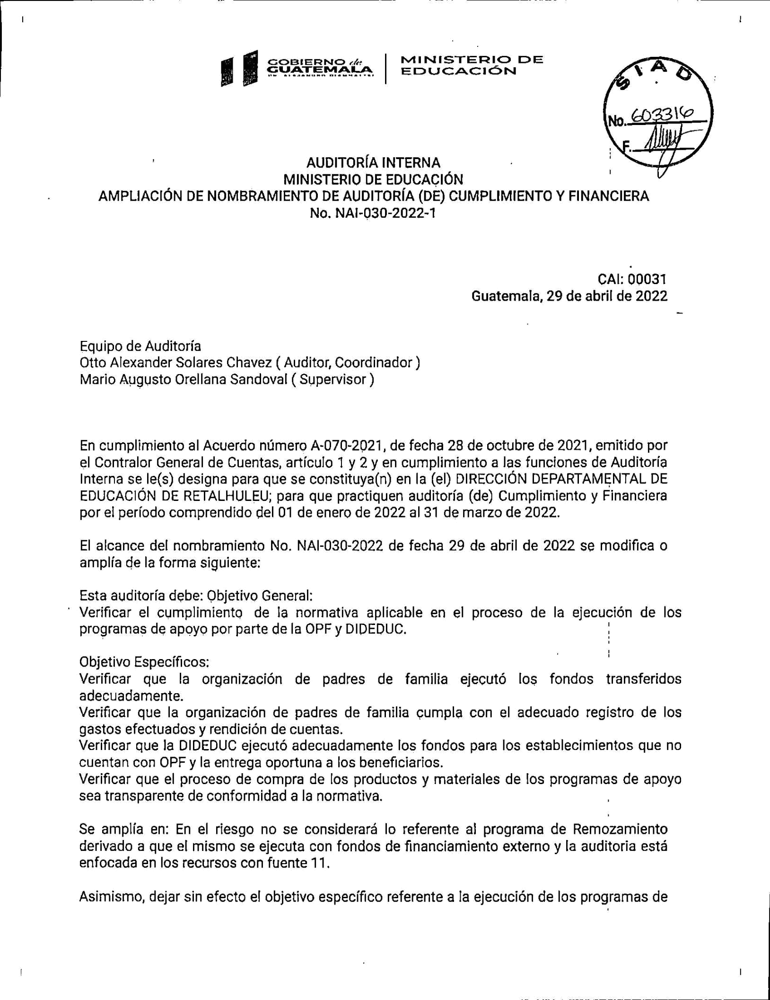 GOBIERNO de
GUATEMALA
MINISTERIO DE
EDUCACIÓN
SIAD
No. 603316
F.
AUDITORÍA INTERNA
MINISTERIO DE EDUCACIÓN
AMPLIACIÓN DE NOMBRAMIENTO DE AUDITORÍA (DE) CUMPLIMIENTO Y FINANCIERA
No. NAI-030-2022-1
CAI: 00031
Guatemala, 29 de abril de 2022
Equipo de Auditoría
Otto Alexander Solares Chavez ( Auditor, Coordinador )
Mario Augusto Orellana Sandoval ( Supervisor )
En cumplimiento al Acuerdo número A-070-2021, de fecha 28 de octubre de 2021, emitido por
el Contralor General de Cuentas, artículo 1 y 2 y en cumplimiento a las funciones de Auditoría
Interna se le(s) designa para que se constituya(n) en la (el) DIRECCIÓN DEPARTAMENTAL DE
EDUCACIÓN DE RETALHULEU; para que practiquen auditoría (de) Cumplimiento y Financiera
por el período comprendido del 01 de enero de 2022 al 31 de marzo de 2022.
El alcance del nombramiento No. NAI-030-2022 de fecha 29 de abril de 2022 se modifica o
amplía de la forma siguiente:
Esta auditoría debe: Objetivo General:
Verificar el cumplimiento de la normativa aplicable en el proceso de la ejecución de los
programas de apoyo por parte de la OPF y DIDEDUC.
Objetivo Específicos:
Verificar que la organización de padres de familia ejecutó los fondos transferidos
adecuadamente.
Verificar que la organización de padres de familia cumpla con el adecuado registro de los
gastos efectuados y rendición de cuentas.
Verificar que la DIDEDUC ejecutó adecuadamente los fondos para los establecimientos que no
cuentan con OPF y la entrega oportuna a los beneficiarios.
Verificar que el proceso de compra de los productos y materiales de los programas de apoyo
sea transparente de conformidad a la normativa.
Se amplía en: En el riesgo no se considerará lo referente al programa de Remozamiento
derivado a que el mismo se ejecuta con fondos de financiamiento externo y la auditoria está
enfocada en los recursos con fuente 11.
Asimismo, dejar sin efecto el objetivo específico referente a la ejecución de los programas de